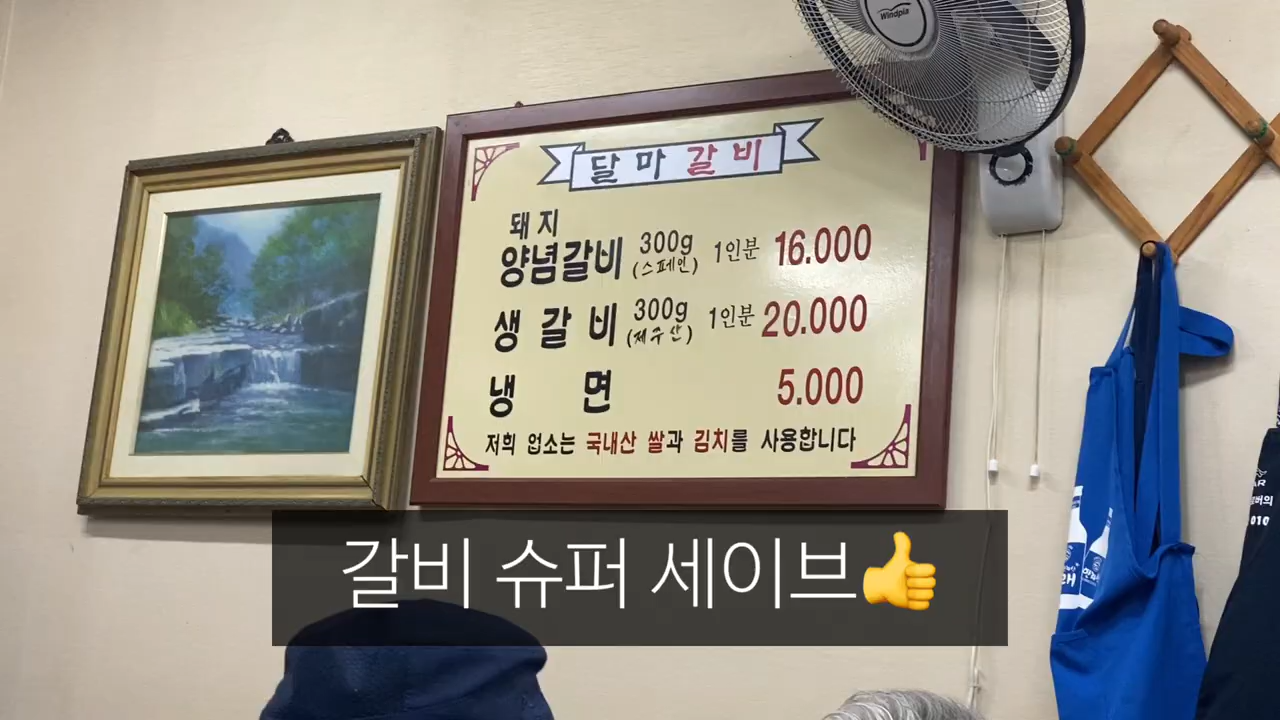 Windpia
달마갈비
돼지
양념갈비 300g (스페인) 1인분 16.000
생갈비 300g (제주산) 1인분 20.000
냉면 5.000
저희 업소는 국내산 쌀과 김치를 사용합니다
갈비 슈퍼 세이브👍